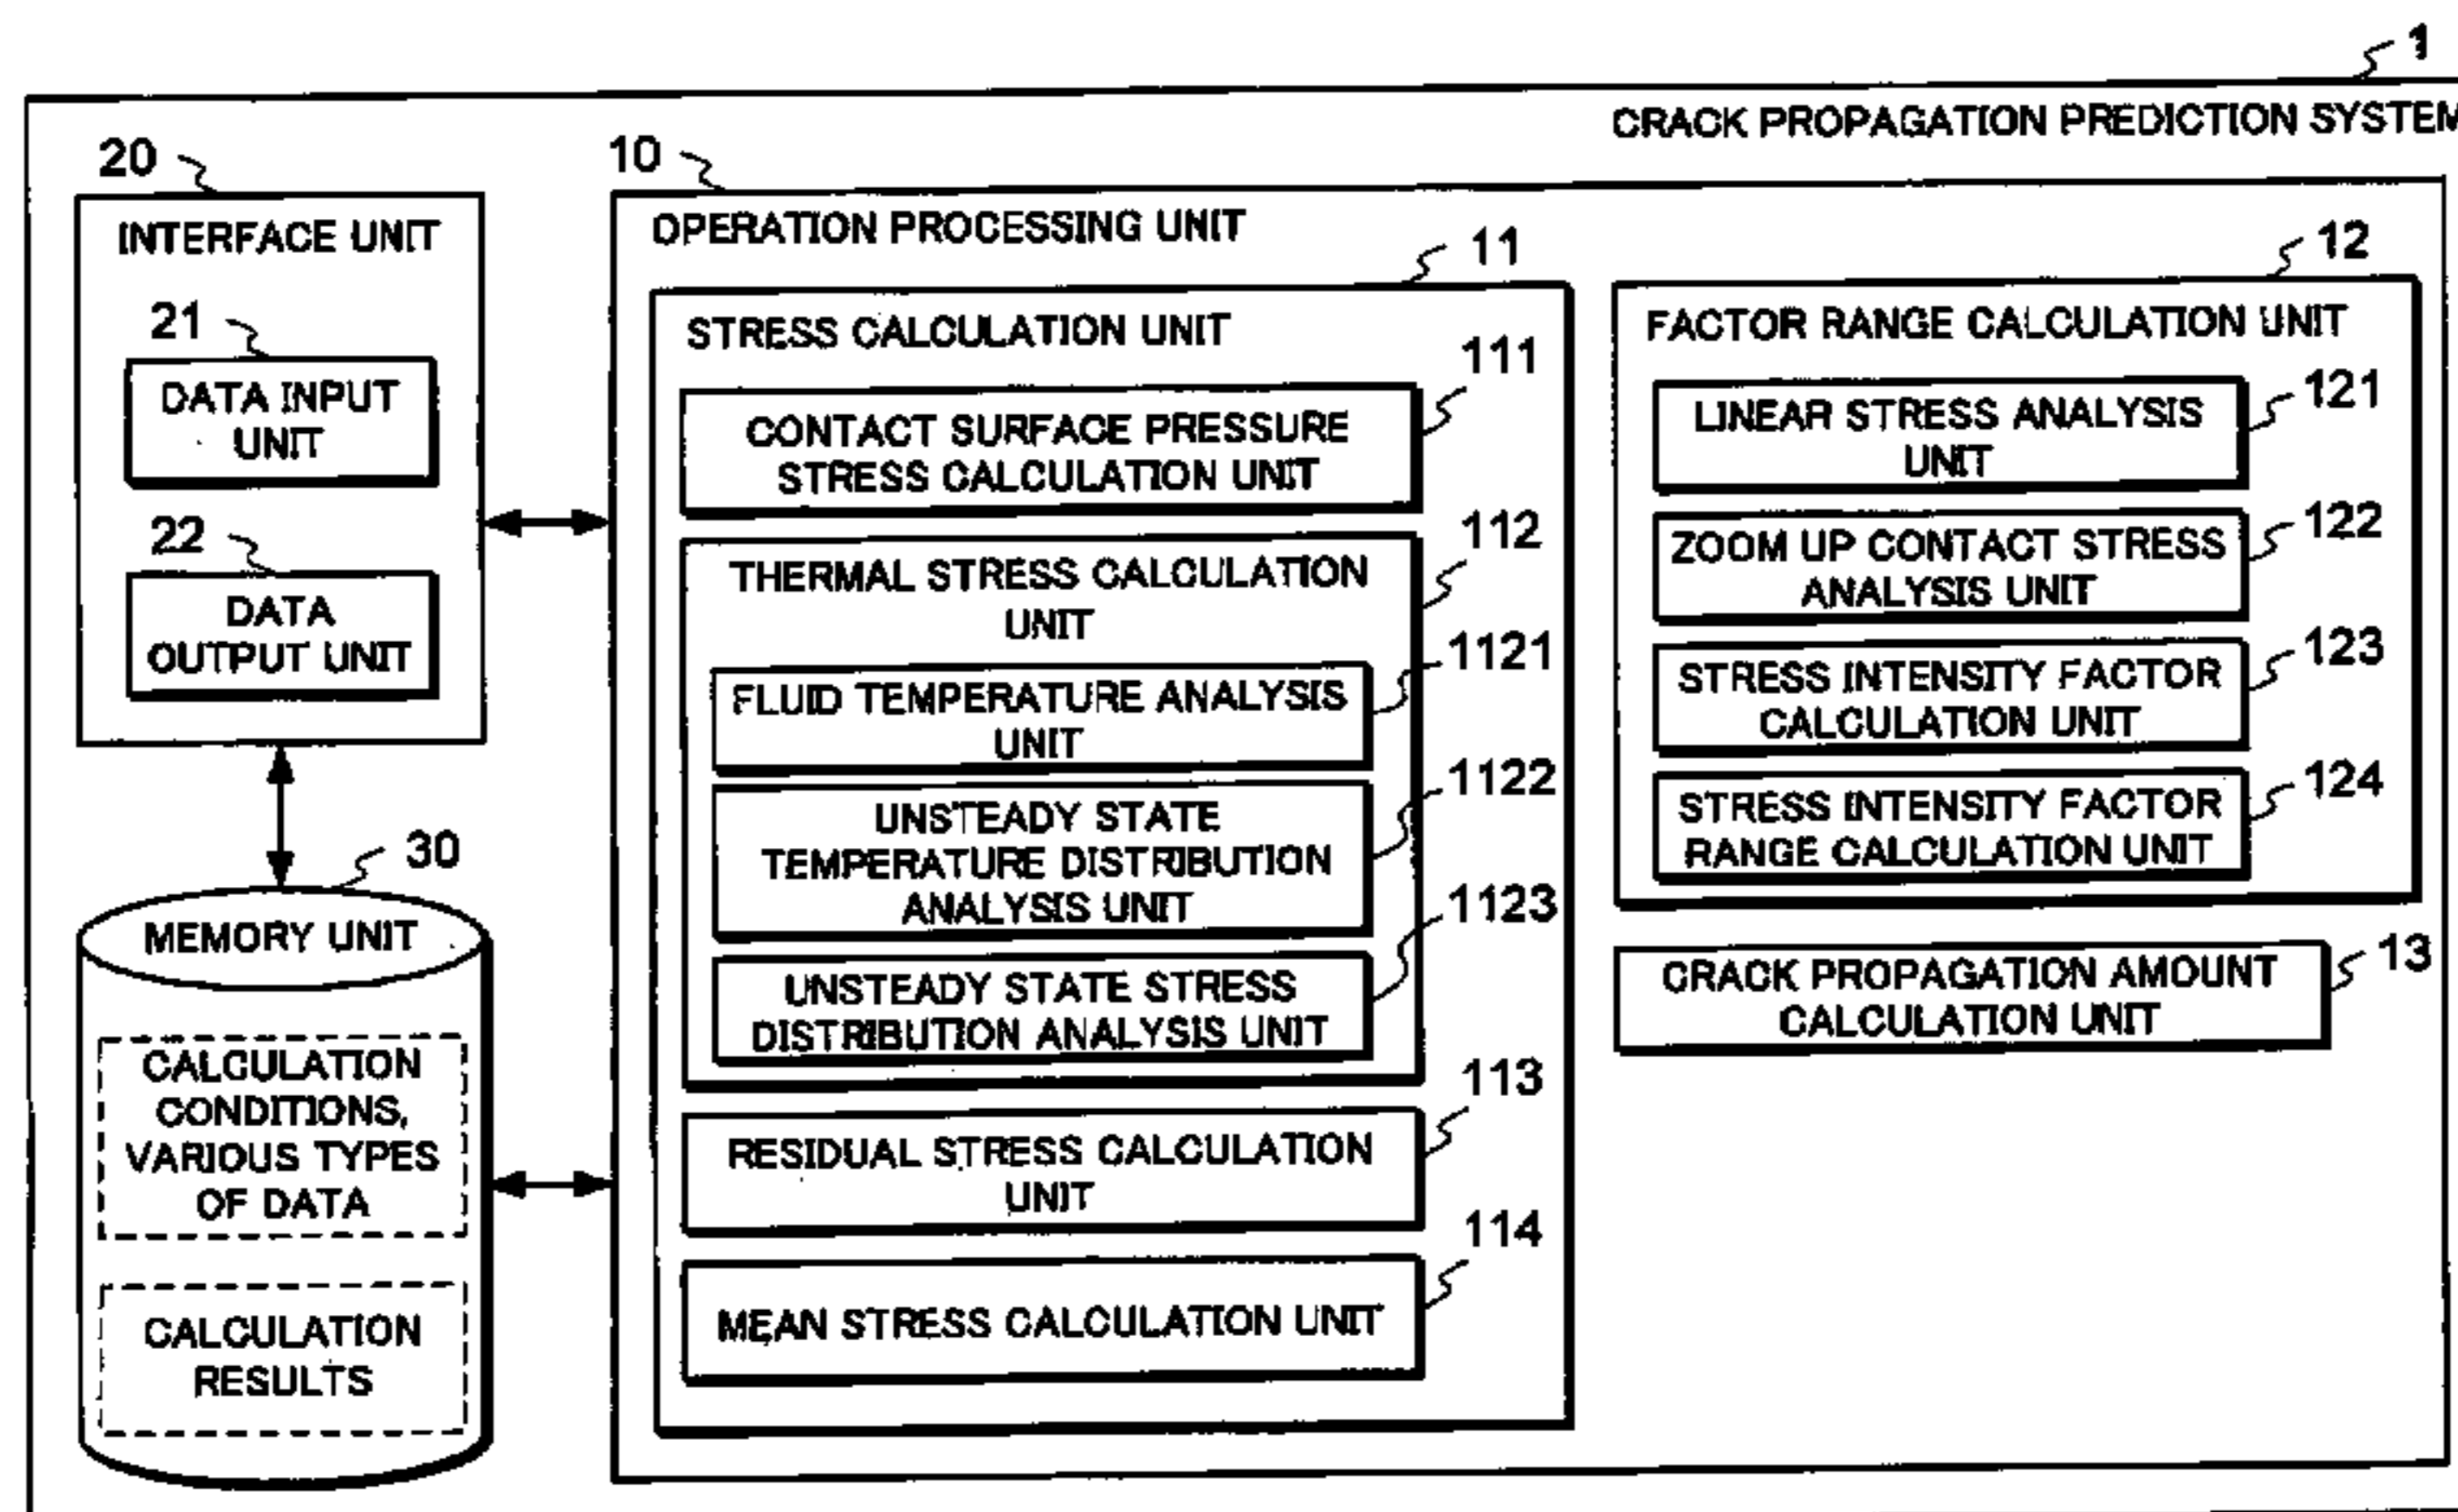 1
CRACK PROPAGATION PREDICTION SYSTEM
20
INTERFACE UNIT
21
DATA INPUT
UNIT
22
DATA
OUTPUT UNIT
30
MEMORY UNIT
CALCULATION
CONDITIONS,
VARIOUS TYPES
OF DATA
CALCULATION
RESULTS
10
OPERATION PROCESSING UNIT
11
STRESS CALCULATION UNIT
111
CONTACT SURFACE PRESSURE
STRESS CALCULATION UNIT
112
THERMAL STRESS CALCULATION
UNIT
1121
FLUID TEMPERATURE ANALYSIS
UNIT
1122
UNSTEADY STATE
TEMPERATURE DISTRIBUTION
ANALYSIS UNIT
1123
UNSTEADY STATE STRESS
DISTRIBUTION ANALYSIS UNIT
113
RESIDUAL STRESS CALCULATION
UNIT
114
MEAN STRESS CALCULATION UNIT
12
FACTOR RANGE CALCULATION UNIT
121
LINEAR STRESS ANALYSIS
UNIT
122
ZOOM UP CONTACT STRESS
ANALYSIS UNIT
123
STRESS INTENSITY FACTOR
CALCULATION UNIT
124
STRESS INTENSITY FACTOR
RANGE CALCULATION UNIT
13
CRACK PROPAGATION AMOUNT
CALCULATION UNIT